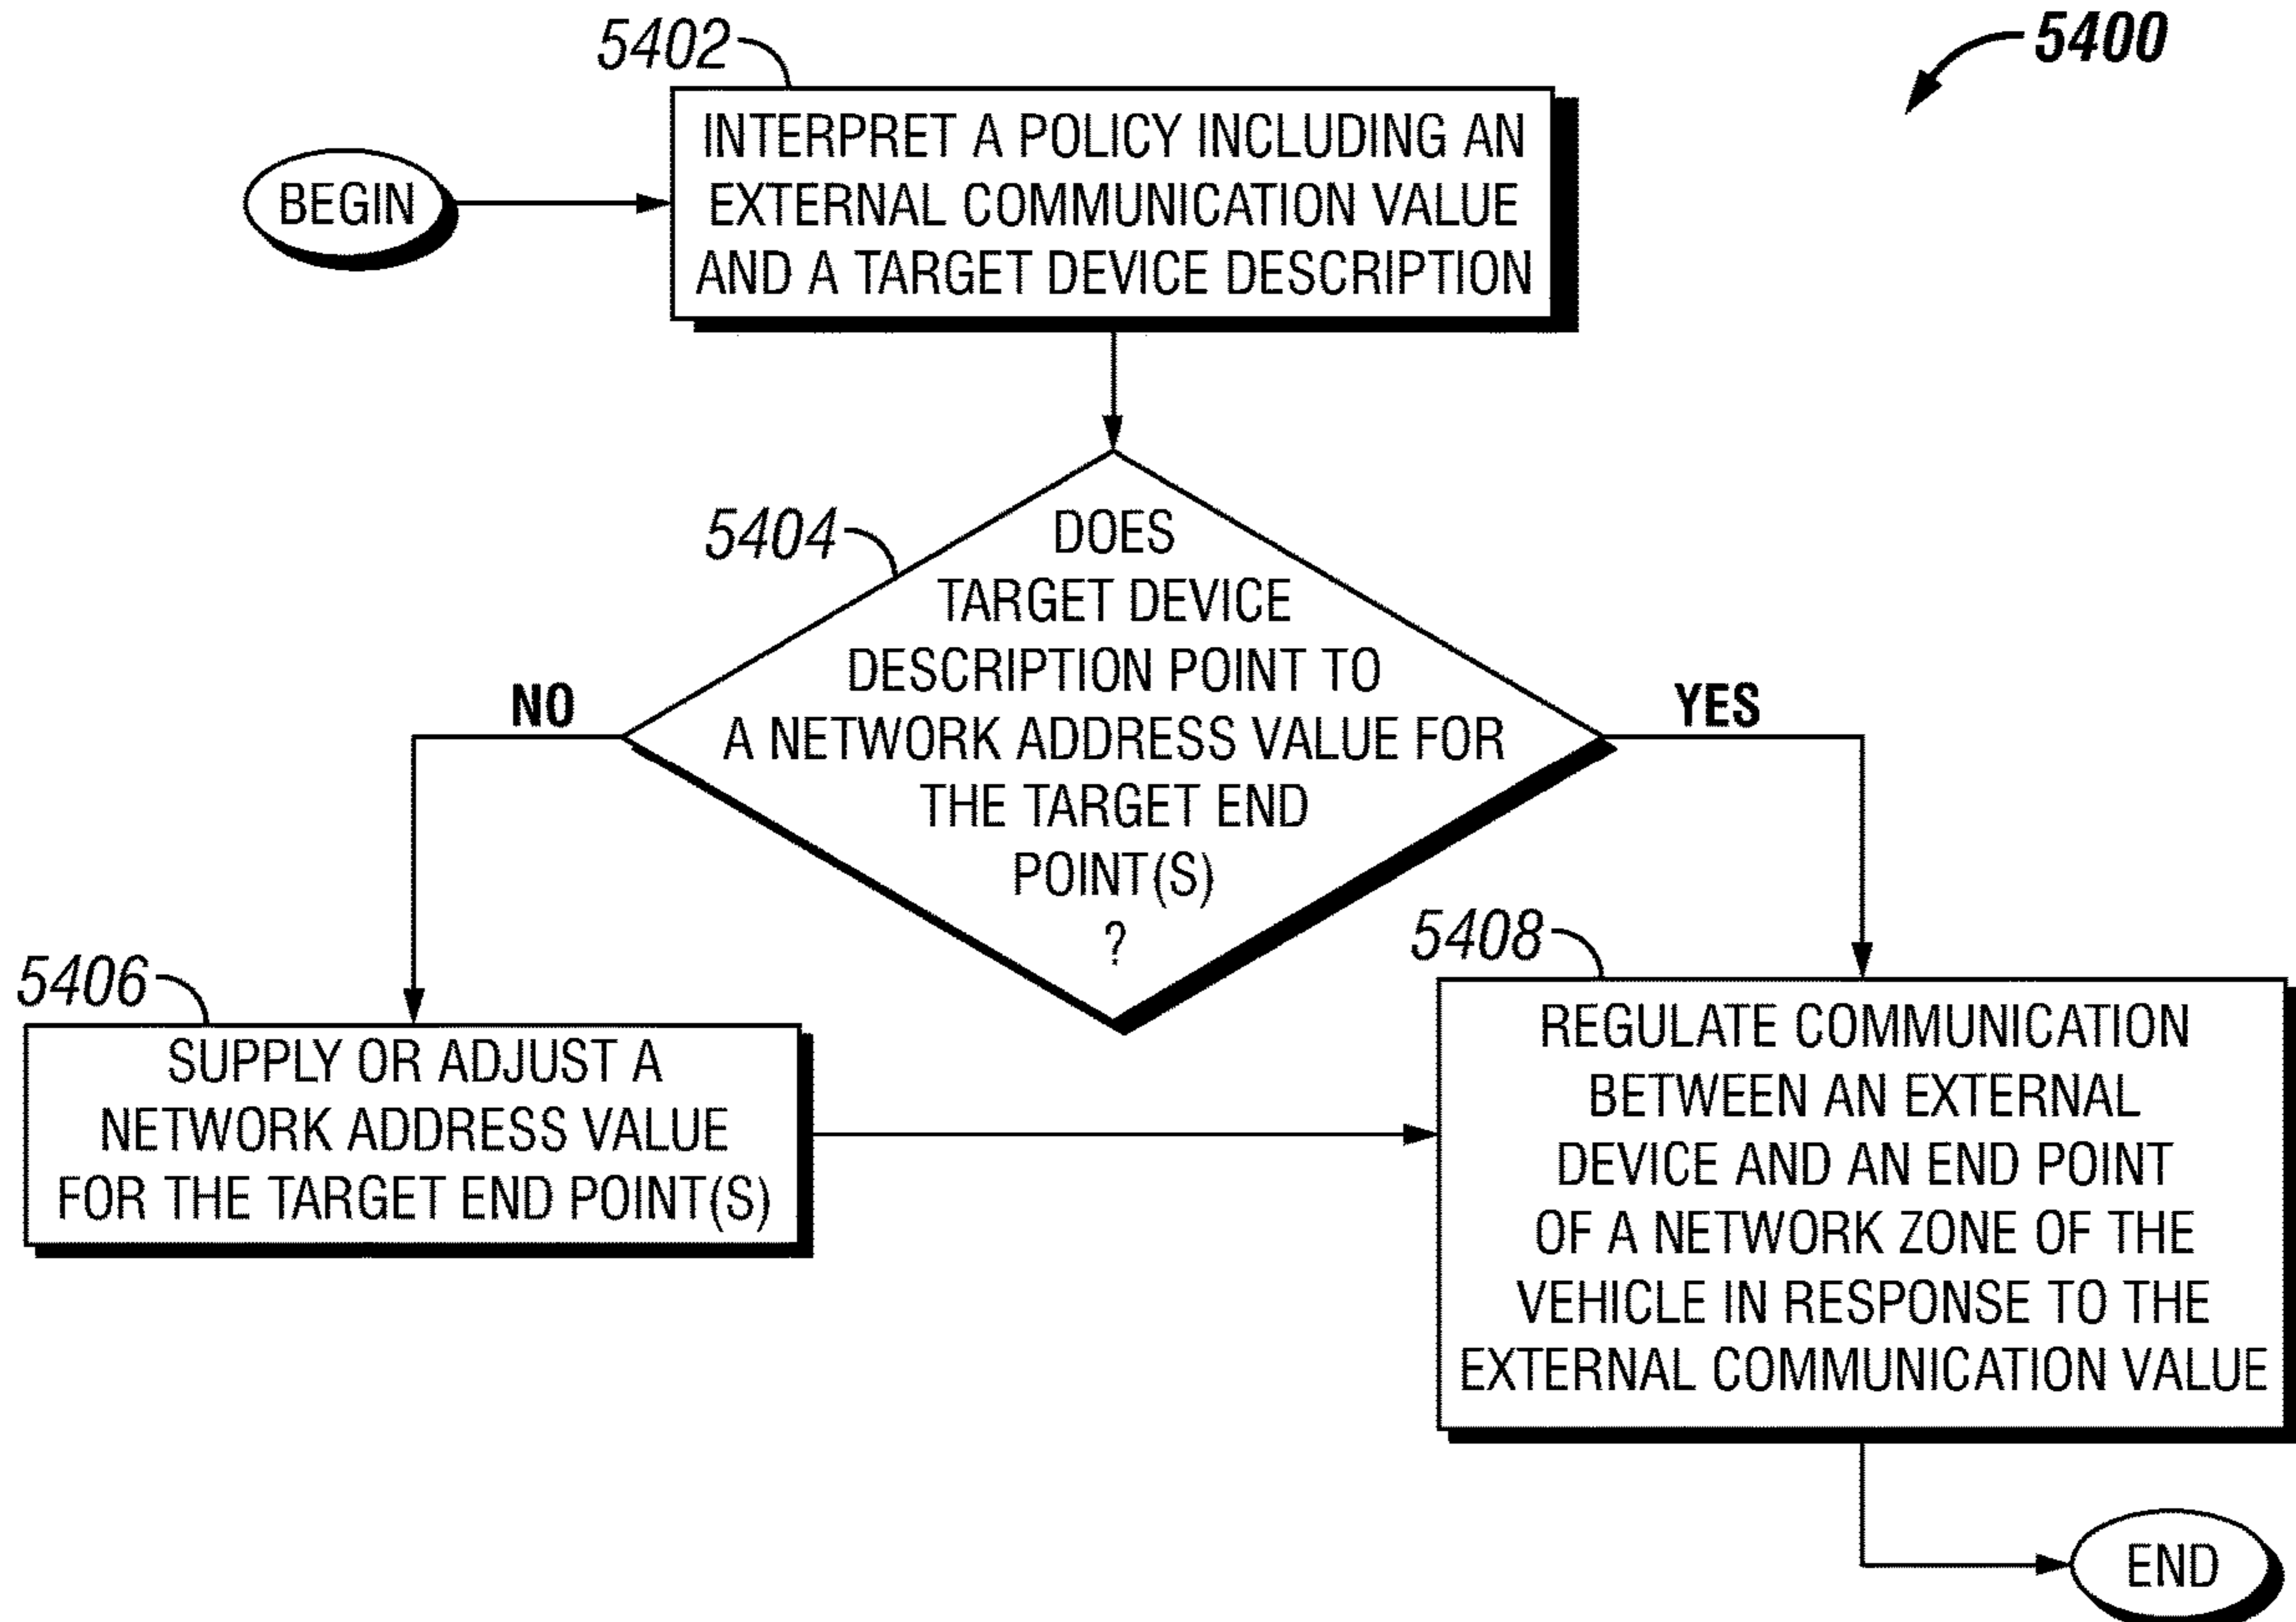 5400
5402
BEGIN
INTERPRET A POLICY INCLUDING AN
EXTERNAL COMMUNICATION VALUE
AND A TARGET DEVICE DESCRIPTION
5404
DOES
TARGET DEVICE
DESCRIPTION POINT TO
A NETWORK ADDRESS VALUE FOR
THE TARGET END
POINT(S)
?
NO
YES
5406
SUPPLY OR ADJUST A
NETWORK ADDRESS VALUE
FOR THE TARGET END POINT(S)
5408
REGULATE COMMUNICATION
BETWEEN AN EXTERNAL
DEVICE AND AN END POINT
OF A NETWORK ZONE OF THE
VEHICLE IN RESPONSE TO THE
EXTERNAL COMMUNICATION VALUE
END